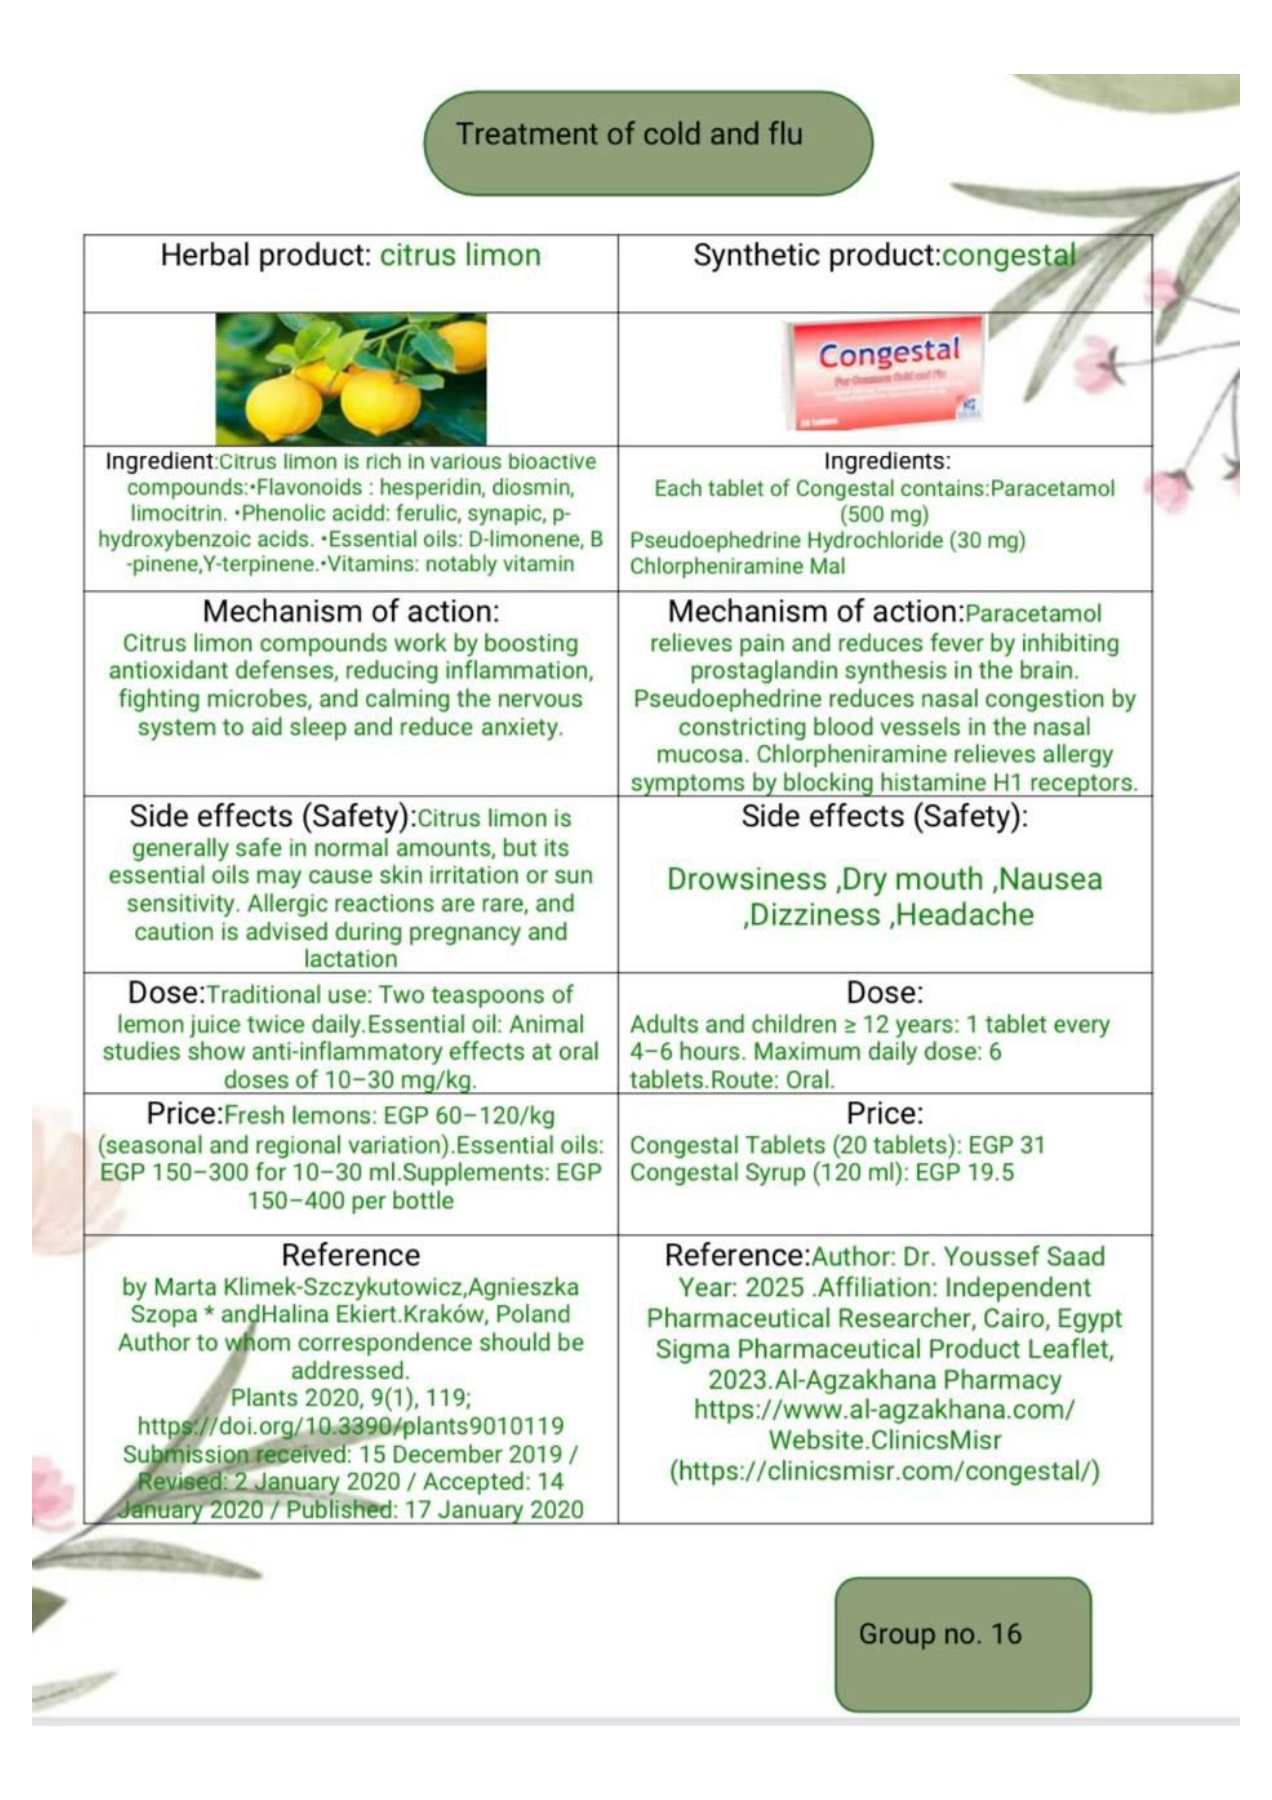 Treatment of cold and flu
Herbal product: citrus limon
Synthetic product:congestal
Congestal
For Common Cold and Flu
20 Tablets
Ingredient:Citrus limon is rich in various bioactive
compounds:•Flavonoids : hesperidin, diosmin,
limocitrin. •Phenolic acidd: ferulic, synapic, p-
hydroxybenzoic acids. •Essential oils: D-limonene, B
-pinene,Y-terpinene.•Vitamins: notably vitamin
Ingredients:
Each tablet of Congestal contains:Paracetamol
(500 mg)
Pseudoephedrine Hydrochloride (30 mg)
Chlorpheniramine Mal
Mechanism of action:
Citrus limon compounds work by boosting
antioxidant defenses, reducing inflammation,
fighting microbes, and calming the nervous
system to aid sleep and reduce anxiety.
Mechanism of action:Paracetamol
relieves pain and reduces fever by inhibiting
prostaglandin synthesis in the brain.
Pseudoephedrine reduces nasal congestion by
constricting blood vessels in the nasal
mucosa. Chlorpheniramine relieves allergy
symptoms by blocking histamine H1 receptors.
Side effects (Safety):Citrus limon is
generally safe in normal amounts, but its
essential oils may cause skin irritation or sun
sensitivity. Allergic reactions are rare, and
caution is advised during pregnancy and
lactation
Side effects (Safety):
Drowsiness ,Dry mouth ,Nausea
,Dizziness ,Headache
Dose:Traditional use: Two teaspoons of
lemon juice twice daily.Essential oil: Animal
studies show anti-inflammatory effects at oral
doses of 10–30 mg/kg.
Dose:
Adults and children ≥ 12 years: 1 tablet every
4–6 hours. Maximum daily dose: 6
tablets.Route: Oral.
Price:Fresh lemons: EGP 60–120/kg
(seasonal and regional variation).Essential oils:
EGP 150–300 for 10–30 ml.Supplements: EGP
150–400 per bottle
Price:
Congestal Tablets (20 tablets): EGP 31
Congestal Syrup (120 ml): EGP 19.5
Reference
by Marta Klimek-Szczykutowicz,Agnieszka
Szopa * andHalina Ekiert.Kraków, Poland
Author to whom correspondence should be
addressed.
Plants 2020, 9(1), 119;
https://doi.org/10.3390/plants9010119
Submission received: 15 December 2019 /
Revised: 2 January 2020 / Accepted: 14
January 2020 / Published: 17 January 2020
Reference:Author: Dr. Youssef Saad
Year: 2025 .Affiliation: Independent
Pharmaceutical Researcher, Cairo, Egypt
Sigma Pharmaceutical Product Leaflet,
2023.Al-Agzakhana Pharmacy
https://www.al-agzakhana.com/
Website.ClinicsMisr
(https://clinicsmisr.com/congestal/)
Group no. 16